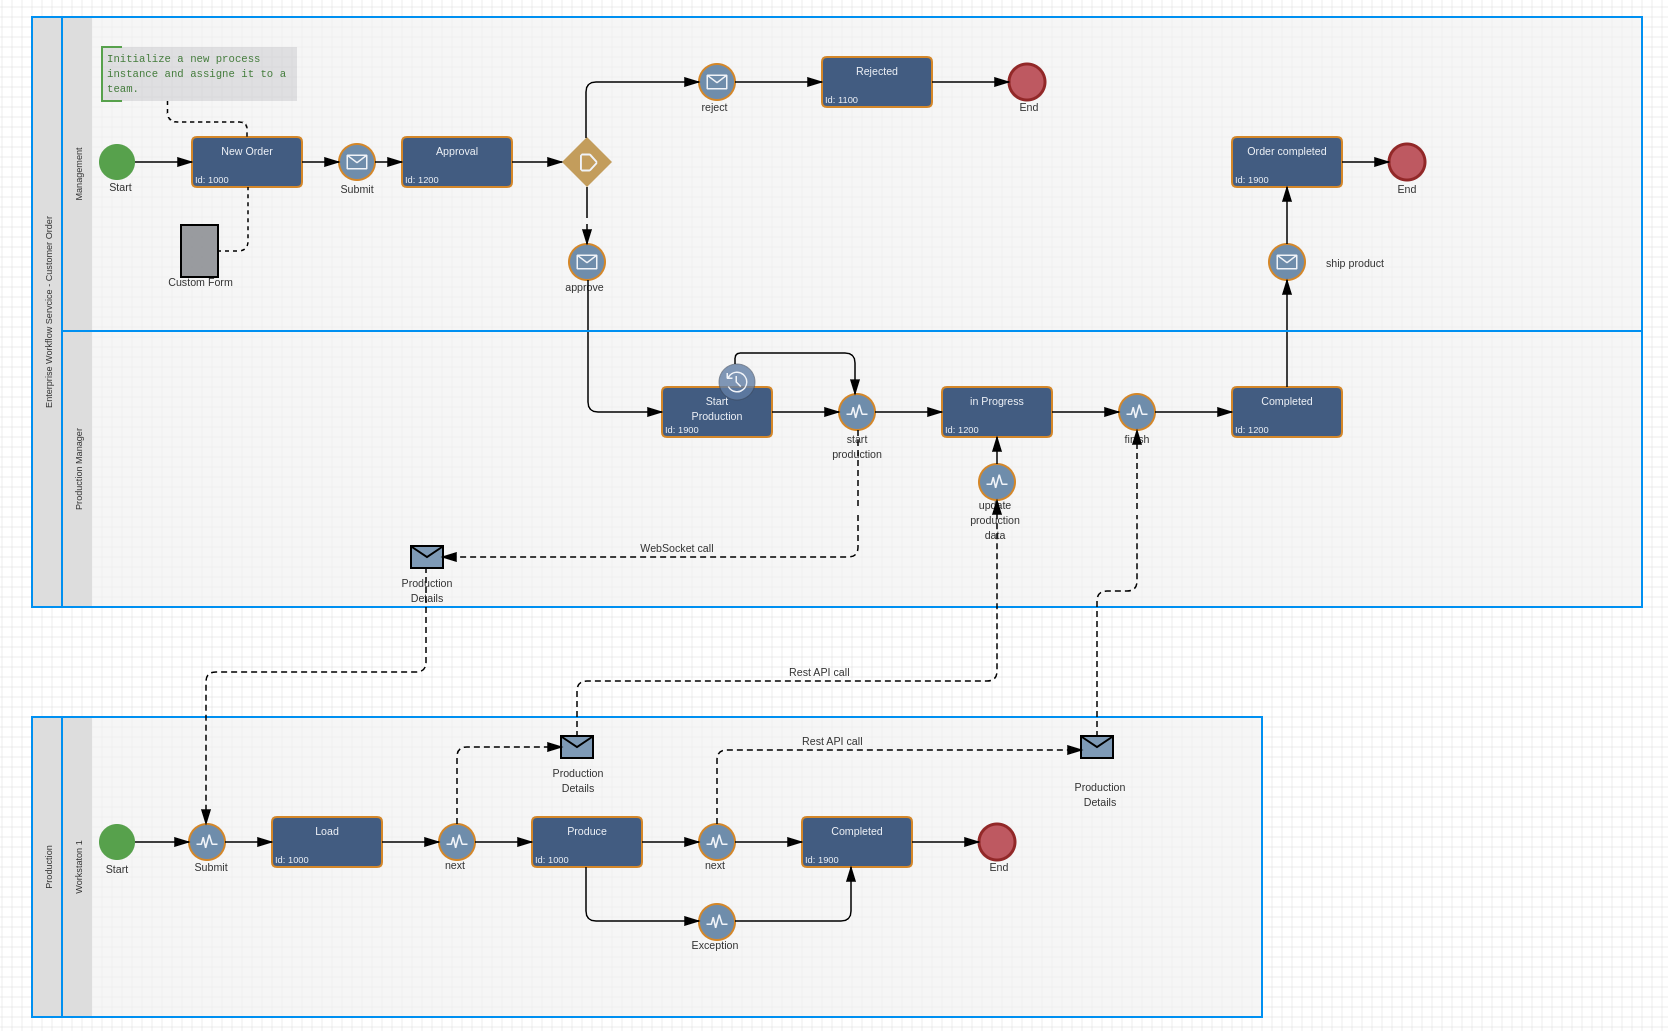 Enterprise Workflow Servcice - Customer Order
Management
Initialize a new process
instance and assigne it to a
team.
Start
New Order
Id: 1000
Submit
Approval
Id: 1200
Custom Form
reject
Rejected
Id: 1100
End
approve
Order completed
Id: 1900
End
ship product
Production Manager
Start
Production
Id: 1900
start
production
in Progress
Id: 1200
finish
Completed
Id: 1200
update
production
data
WebSocket call
Production
Details
Rest API call
Production
Workstaton 1
Rest API call
Production
Details
Production
Details
Start
Submit
Load
Id: 1000
next
Produce
Id: 1000
next
Completed
Id: 1900
End
Exception